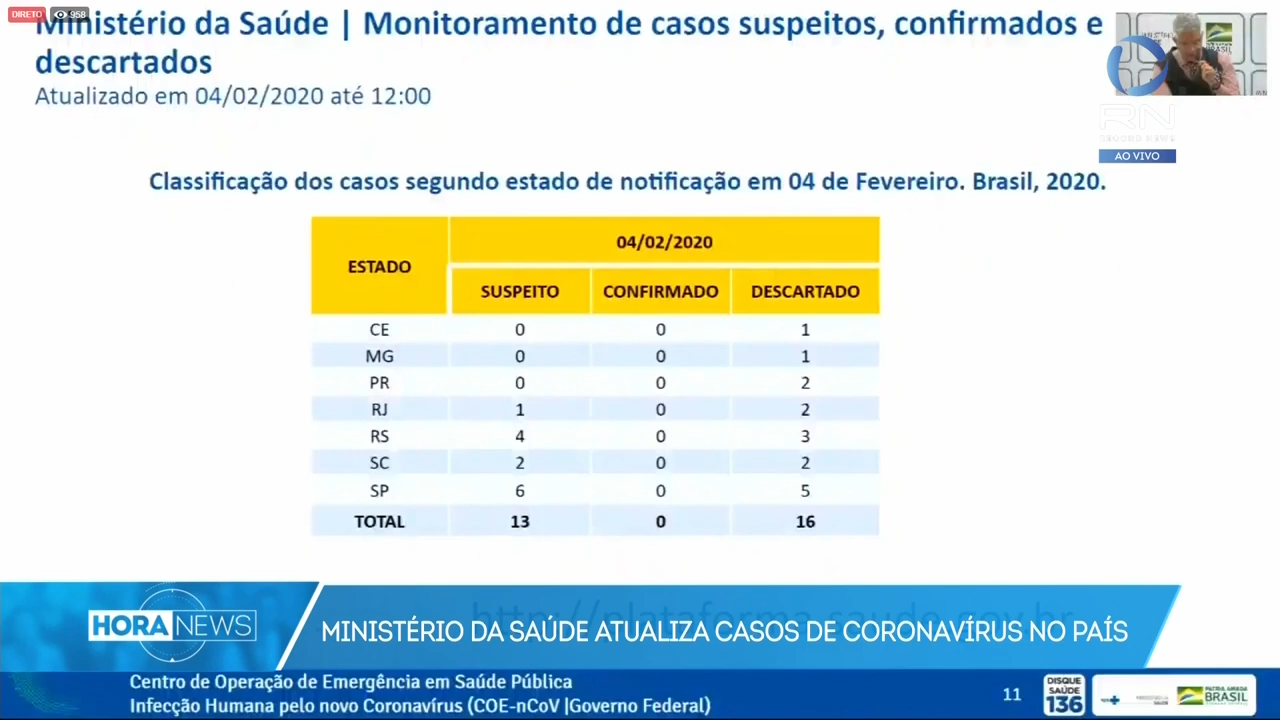 DIRETO 958
Ministério da Saúde | Monitoramento de casos suspeitos, confirmados e
descartados
Atualizado em 04/02/2020 até 12:00
BRASIL
RN
RECORD NEWS
AO VIVO
Classificação dos casos segundo estado de notificação em 04 de Fevereiro. Brasil, 2020.
ESTADO 04/02/2020
SUSPEITO CONFIRMADO DESCARTADO
CE 0 0 1
MG 0 0 1
PR 0 0 2
RJ 1 0 2
RS 4 0 3
SC 2 0 2
SP 6 0 5
TOTAL 13 0 16
HORA NEWS
MINISTÉRIO DA SAÚDE ATUALIZA CASOS DE CORONAVÍRUS NO PAÍS
Centro de Operação de Emergência em Saúde Pública
Infecção Humana pelo novo Coronavírus (COE-nCoV |Governo Federal)
11
DISQUE
SAÚDE
136
PÁTRIA AMADA
BRASIL